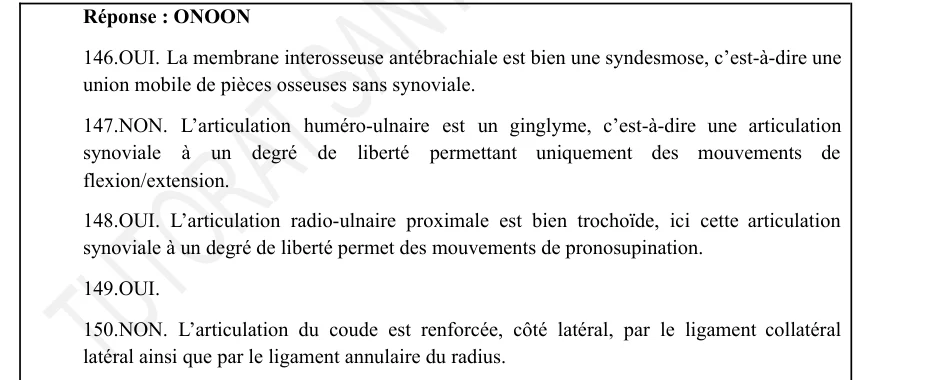 Réponse : ONOON
146.OUI. La membrane interosseuse antébrachiale est bien une syndesmose, c’est-à-dire une
union mobile de pièces osseuses sans synoviale.
147.NON. L’articulation huméro-ulnaire est un ginglyme, c’est-à-dire une articulation
synoviale à un degré de liberté permettant uniquement des mouvements de
flexion/extension.
148.OUI. L’articulation radio-ulnaire proximale est bien trochoïde, ici cette articulation
synoviale à un degré de liberté permet des mouvements de pronosupination.
149.OUI.
150.NON. L’articulation du coude est renforcée, côté latéral, par le ligament collatéral
latéral ainsi que par le ligament annulaire du radius.
TUTORAT SAN